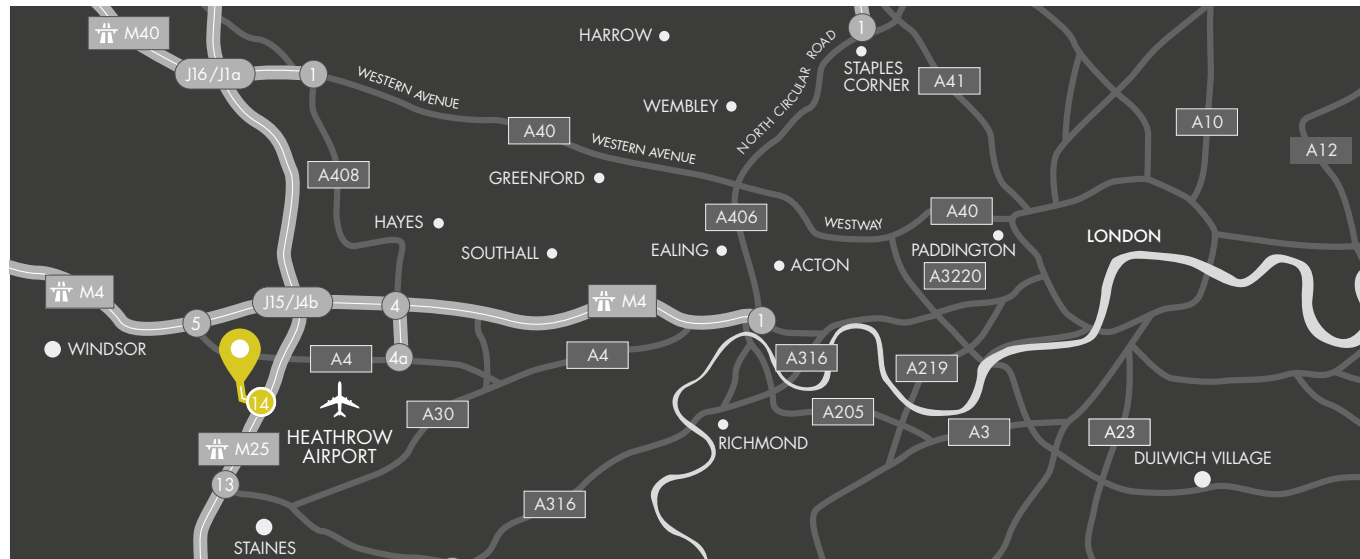 M40
J16/J1a
1
WESTERN AVENUE
HARROW
1
STAPLES
CORNER
NORTH CIRCULAR ROAD
A41
WEMBLEY
A10
A40
WESTERN AVENUE
A12
A408
GREENFORD
HAYES
A406
WESTWAY
A40
SOUTHALL
EALING
PADDINGTON
LONDON
ACTON
A3220
M4
J15/J4b
4
M4
5
1
WINDSOR
A4
4a
A4
A316
A219
14
A30
A205
HEATHROW
AIRPORT
M25
RICHMOND
A3
A23
DULWICH VILLAGE
13
A316
STAINES